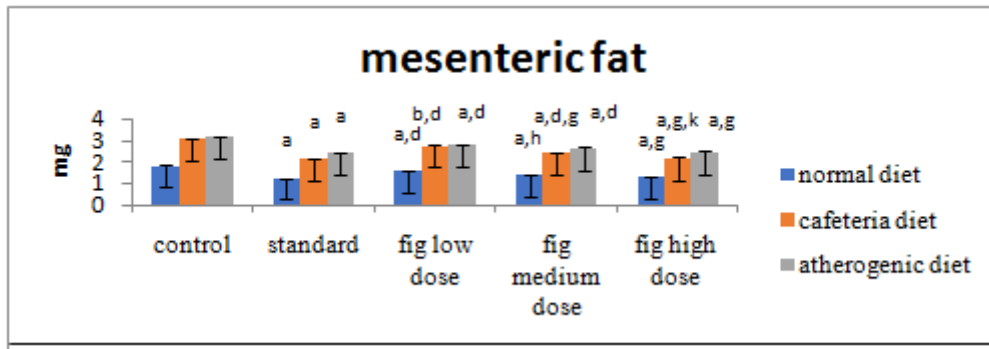 mesenteric fat
mg
4
3
2
1
0
a
a
a
a,d
b,d
a,d
a,h
a,d,g
a,d
a,g
a,g,k
a,g
control
standard
fig low
dose
fig
medium
dose
fig high
dose
normal diet
cafeteria diet
atherogenic diet